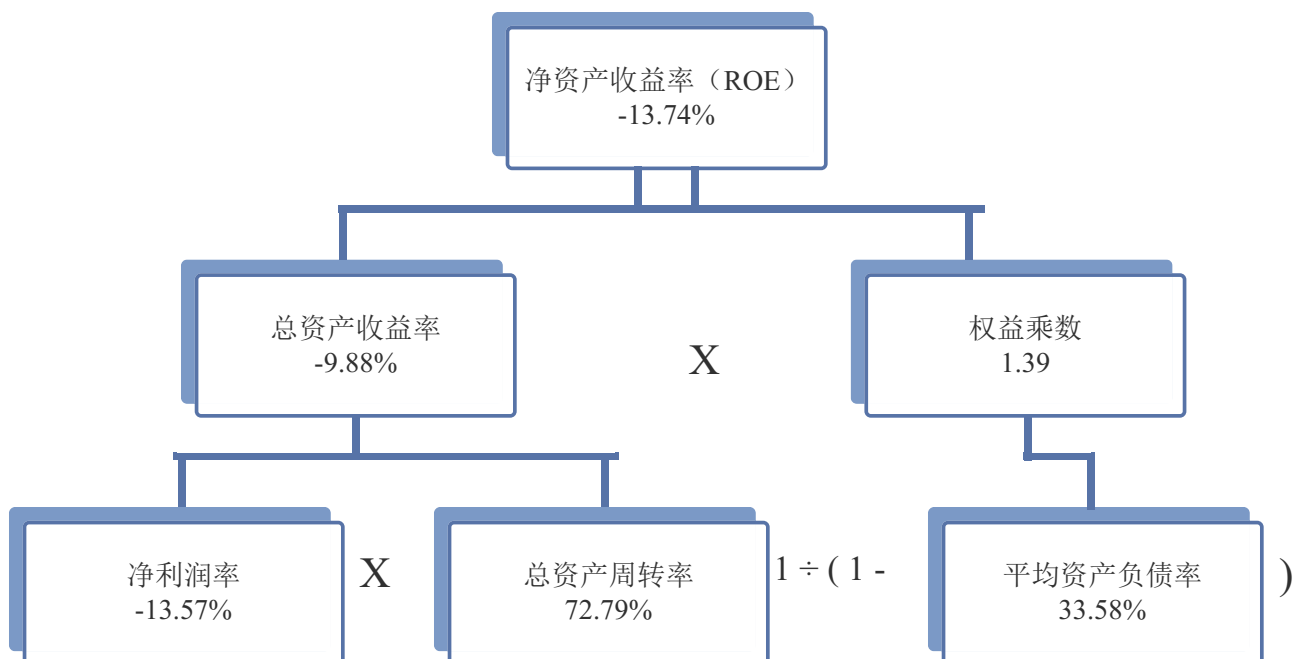 净资产收益率（ROE）
-13.74%
总资产收益率
-9.88%
X
权益乘数
1.39
净利润率
-13.57%
X
总资产周转率
72.79%
1 ÷ ( 1 -
平均资产负债率
33.58%
)